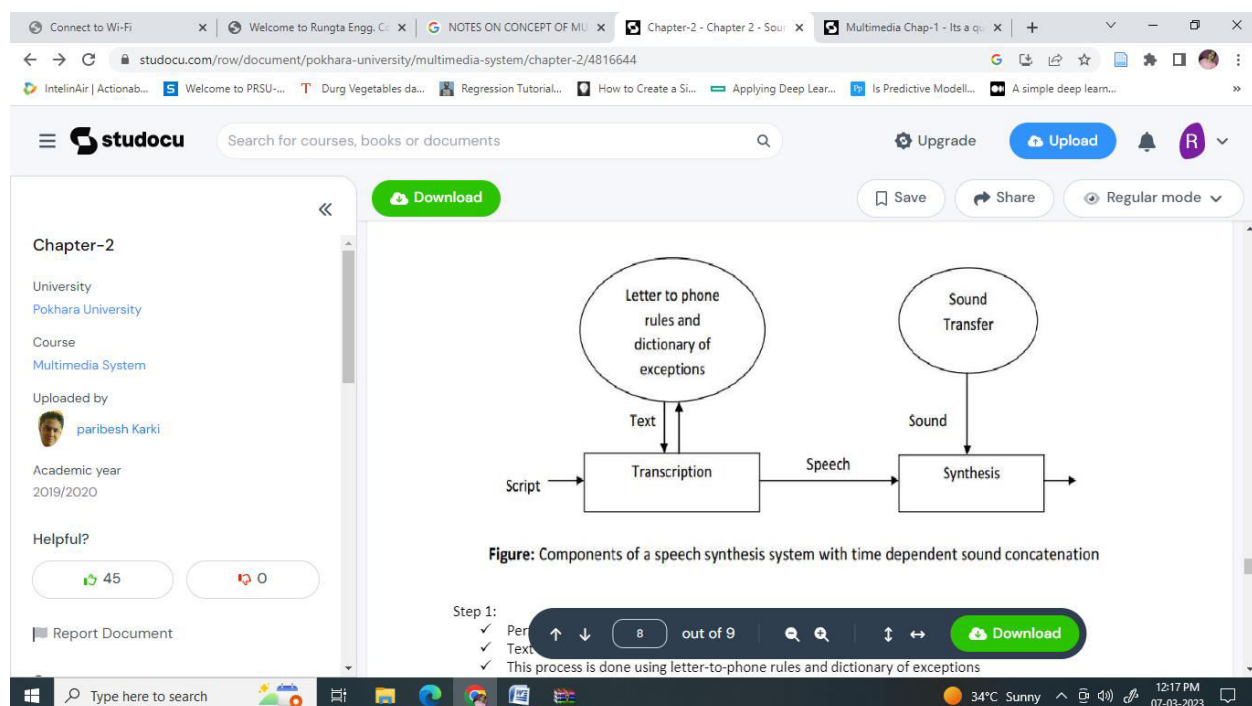 Connect to Wi-Fi
Welcome to Rungta Engg. Co
NOTES ON CONCEPT OF MU
Chapter-2 - Chapter 2 - Sour
Multimedia Chap-1 - Its a qu
studocu.com/row/document/pokhara-university/multimedia-system/chapter-2/4816644
IntelinAir | Actionab...
Welcome to PRSU-...
Durg Vegetables da...
Regression Tutorial...
How to Create a Si...
Applying Deep Lear...
Is Predictive Modell...
A simple deep learn...
studocu
Search for courses, books or documents
Upgrade
Upload
R
Download
Save
Share
Regular mode
Chapter-2
University
Pokhara University
Course
Multimedia System
Uploaded by
paribesh Karki
Academic year
2019/2020
Helpful?
45
0
Report Document
Letter to phone
rules and
dictionary of
exceptions
Sound
Transfer
Text
Sound
Script
Transcription
Speech
Synthesis
Figure: Components of a speech synthesis system with time dependent sound concatenation
Step 1:
✓ Per
✓ Text
✓ This process is done using letter-to-phone rules and dictionary of exceptions
8 out of 9
Download
Type here to search
34°C Sunny
12:17 PM
07-03-2023